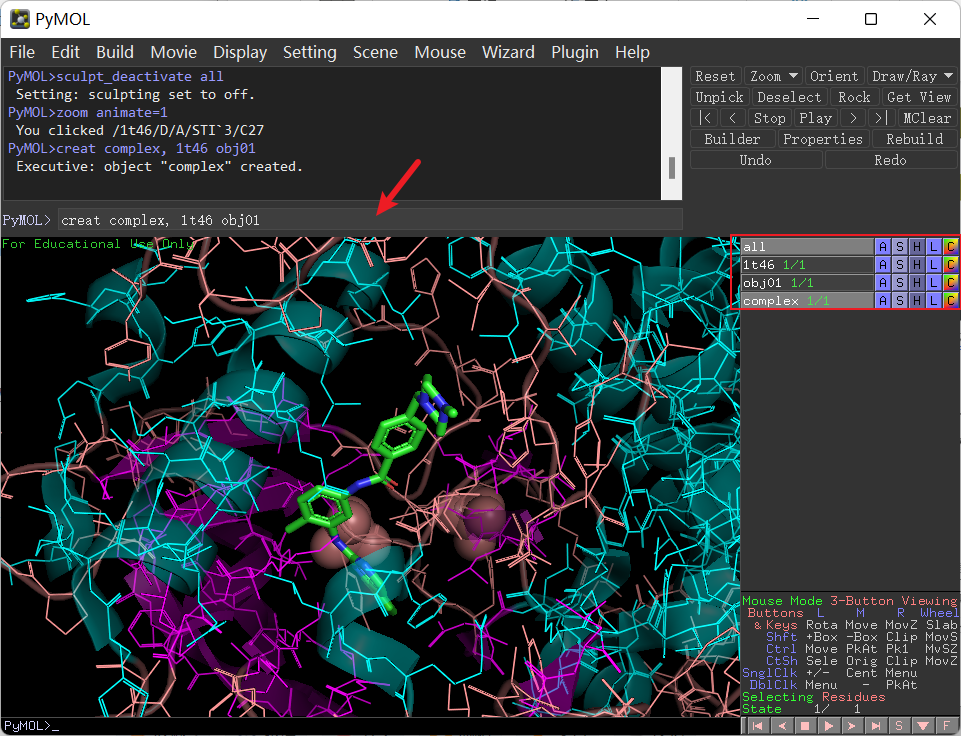 PyMOL
File Edit Build Movie Display Setting Scene Mouse Wizard Plugin Help
PyMOL>sculpt_deactivate all
Setting: sculpting set to off.
PyMOL>zoom animate=1
You clicked /1t46/D/A/STI`3/C27
PyMOL>creat complex, 1t46 obj01
Executive: object "complex" created.
Reset Zoom Orient Draw/Ray
Unpick Deselect Rock Get View
|< < Stop Play > >| MClear
Builder Properties Rebuild
Undo Redo
PyMOL> creat complex, 1t46 obj01
For Educational Use Only
all A S H L C
1t46 1/1 A S H L C
obj01 1/1 A S H L C
complex 1/1 A S H L C
Mouse Mode 3-Button Viewing
Buttons L M R Wheel
& Keys Rota Move MovZ Slab
Shft +Box -Box Clip MovS
Ctrl Move PkAt Pk1 MvSZ
CtSh Sele Orig Clip MovZ
SnglClk +/- Cent Menu
DblClk Menu - PkAt
Selecting Residues
State 1/ 1
PyMOL>_
S F